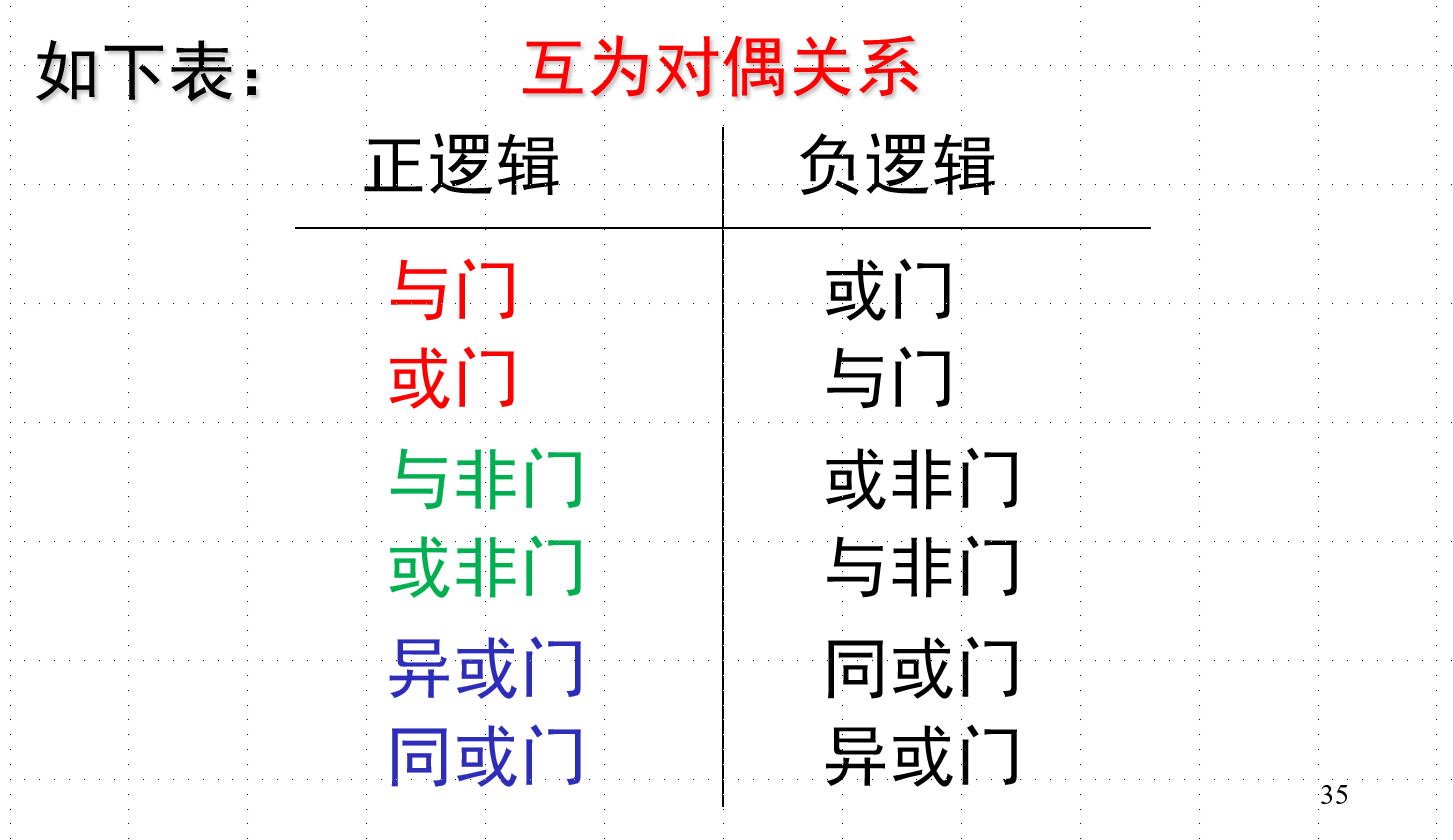 如下表： 互为对偶关系
正逻辑 负逻辑
与门 或门
或门 与门
与非门 或非门
或非门 与非门
异或门 同或门
同或门 异或门
35